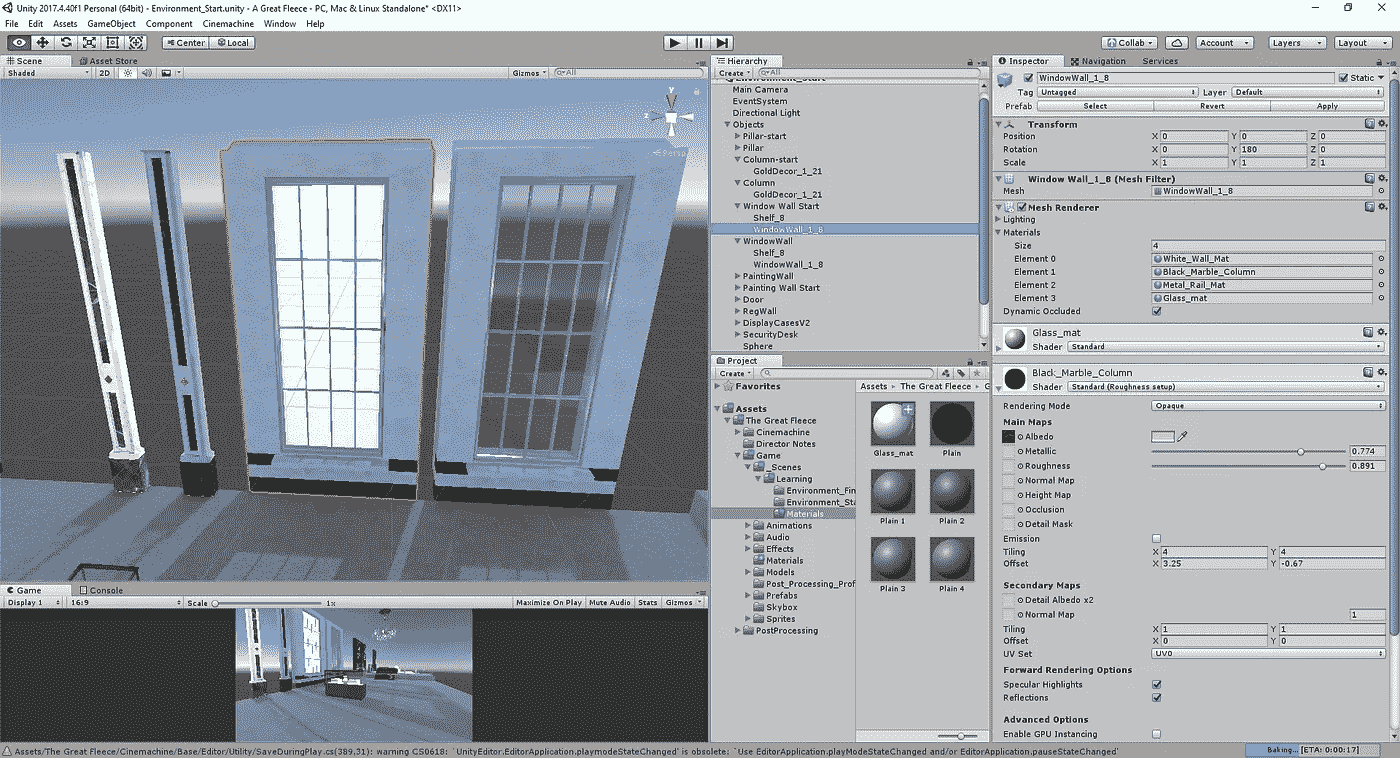 Unity 2017.4.40f1 Personal (64bit) - Environment_Start.unity - A Great Fleece - PC, Mac & Linux Standalone* <DX11>
File Edit Assets GameObject Component Cinemachine Window Help
Center Local Collab Account Layers Layout
Scene Asset Store
Shaded 2D Gizmos All
Persp
y
Hierarchy
Create All
Environment_Start
Main Camera
EventSystem
Directional Light
Objects
Pillar-start
Pillar
Column-start
GoldDecor_1_21
Column
GoldDecor_1_21
Window Wall Start
Shelf_8
WindowWall_1_8
WindowWall
Shelf_8
WindowWall_1_8
PaintingWall
Painting Wall Start
Door
RegWall
DisplayCasesV2
SecurityDesk
Sphere
Project
Create
Favorites
Assets
The Great Fleece
Cinemachine
Director Notes
Game
_Scenes
Learning
Environment_Fin
Environment_Sta
Materials
Animations
Audio
Effects
Materials
Models
Post_Processing_Prof
Prefabs
Skybox
Sprites
PostProcessing
Assets The Great Fleece G
Glass_mat Plain
Plain 1 Plain 2
Plain 3 Plain 4
Inspector Navigation Services
WindowWall_1_8 Static
Tag Untagged Layer Default
Prefab Select Revert Apply
Transform
Position X 0 Y 0 Z 0
Rotation X 0 Y 180 Z 0
Scale X 1 Y 1 Z 1
Window Wall_1_8 (Mesh Filter)
Mesh WindowWall_1_8
Mesh Renderer
Lighting
Materials
Size 4
Element 0 White_Wall_Mat
Element 1 Black_Marble_Column
Element 2 Metal_Rail_Mat
Element 3 Glass_mat
Dynamic Occluded
Glass_mat
Shader Standard
Black_Marble_Column
Shader Standard (Roughness setup)
Rendering Mode Opaque
Main Maps
Albedo
Metallic 0.774
Roughness 0.891
Normal Map
Height Map
Occlusion
Detail Mask
Emission
Tiling X 4 Y 4
Offset X 3.25 Y -0.67
Secondary Maps
Detail Albedo x2
Normal Map 1
Tiling X 1 Y 1
Offset X 0 Y 0
UV Set UV0
Forward Rendering Options
Specular Highlights
Reflections
Advanced Options
Enable GPU Instancing
Game Console
Display 1 16:9 Scale 1x Maximize On Play Mute Audio Stats Gizmos
Assets/The Great Fleece/Cinemachine/Base/Editor/Utility/SaveDuringPlay.cs(389,31): warning CS0618: `UnityEditor.EditorApplication.playmodeStateChanged' is obsolete: `Use EditorApplication.playModeStateChanged and/or EditorApplication.pauseStateChanged'
Baking... [ETA: 0:00:17]